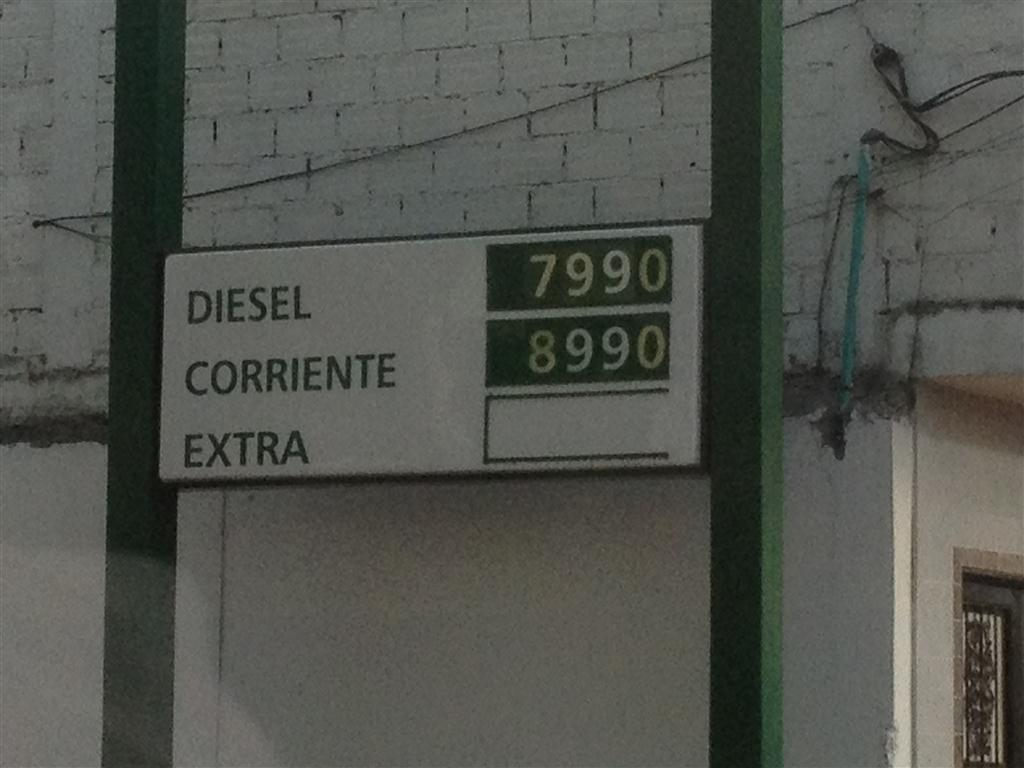 DIESEL 7990
CORRIENTE 8990
EXTRA